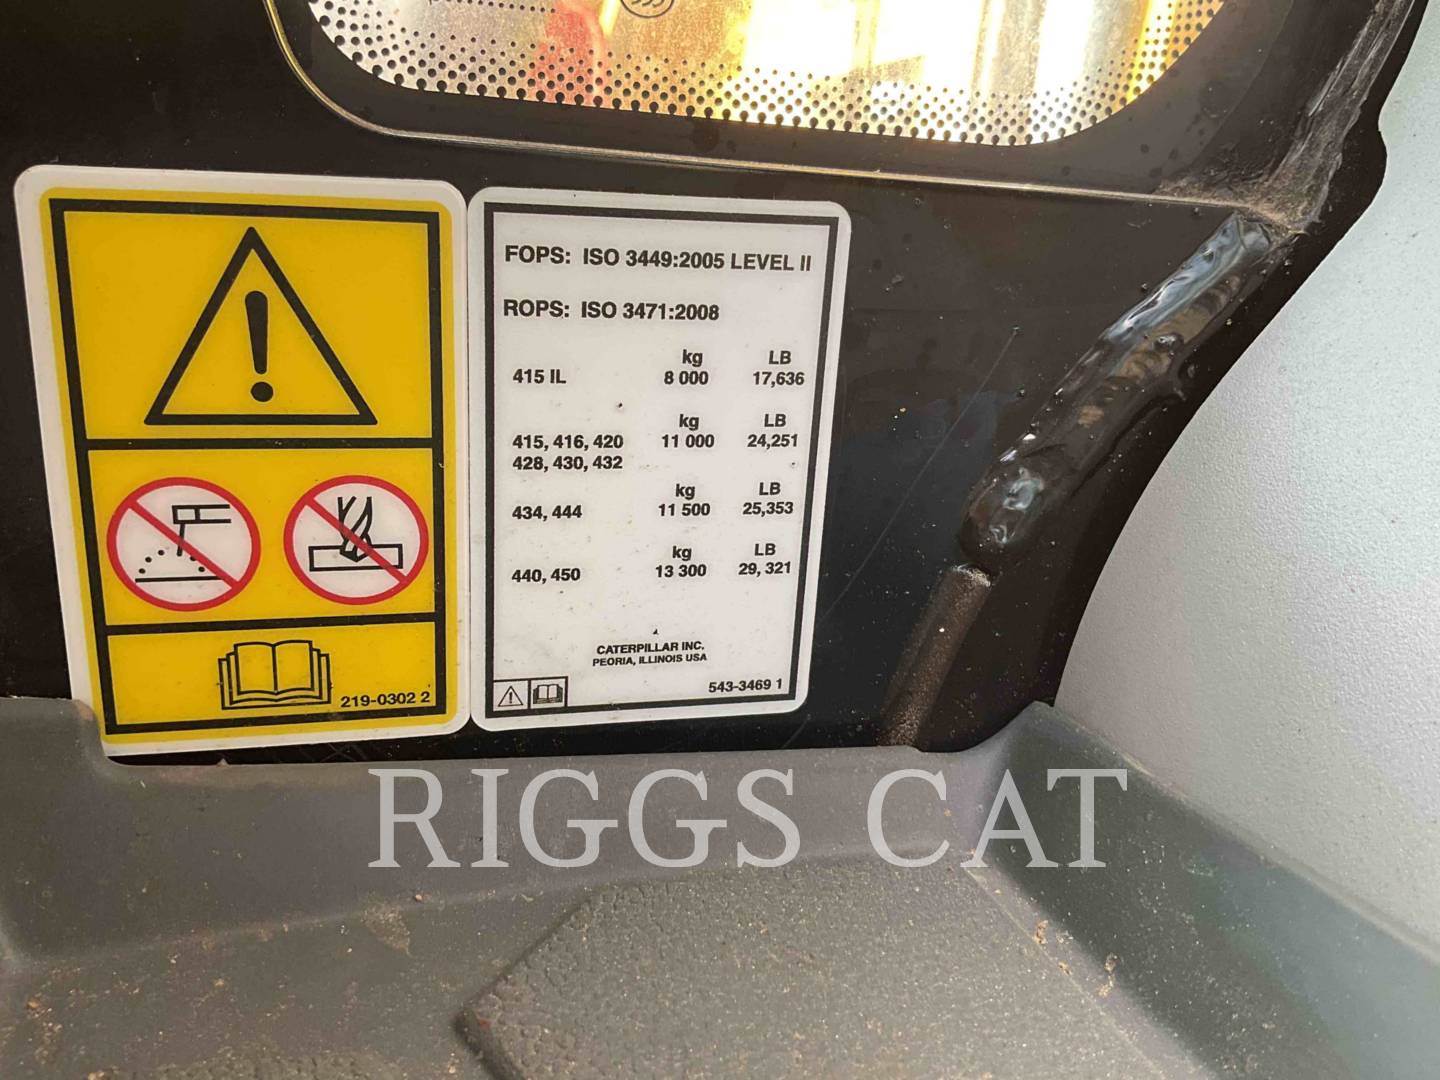 219-0302 2
FOPS: ISO 3449:2005 LEVEL II
ROPS: ISO 3471:2008
kg LB
415 IL 8 000 17,636
kg LB
415, 416, 420 11 000 24,251
428, 430, 432
kg LB
434, 444 11 500 25,353
kg LB
440, 450 13 300 29, 321
CATERPILLAR INC.
PEORIA, ILLINOIS USA
543-3469 1
RIGGS CAT